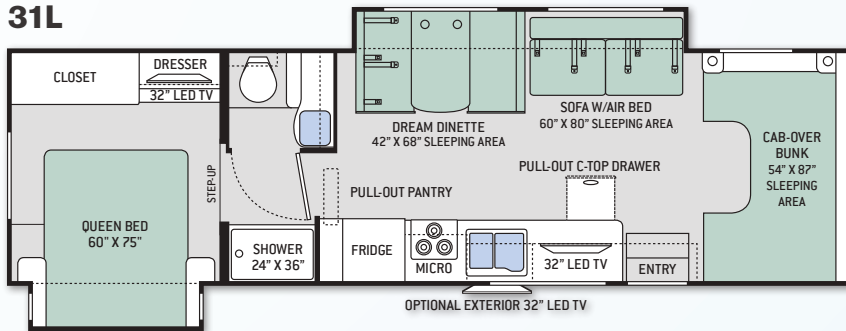 31L
CLOSET
DRESSER
32” LED TV
DREAM DINETTE
42” X 68” SLEEPING AREA
SOFA W/AIR BED
60” X 80” SLEEPING AREA
CAB-OVER
BUNK
54” X 87”
SLEEPING
AREA
STEP-UP
PULL-OUT PANTRY
PULL-OUT C-TOP DRAWER
QUEEN BED
60” X 75”
SHOWER
24” X 36”
FRIDGE
MICRO
32” LED TV
ENTRY
OPTIONAL EXTERIOR 32” LED TV